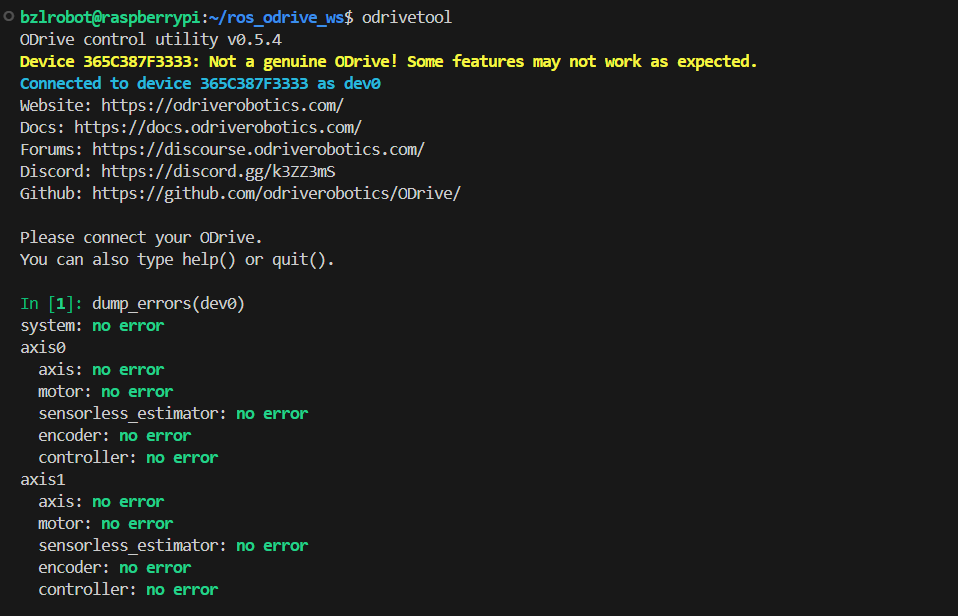 bzlrobot@raspberrypi:~/ros_odrive_ws$ odrivetool
ODrive control utility v0.5.4
Device 365C387F3333: Not a genuine ODrive! Some features may not work as expected.
Connected to device 365C387F3333 as dev0
Website: https://odriverobotics.com/
Docs: https://docs.odriverobotics.com/
Forums: https://discourse.odriverobotics.com/
Discord: https://discord.gg/k3ZZ3mS
Github: https://github.com/odriverobotics/ODrive/

Please connect your ODrive.
You can also type help() or quit().

In [1]: dump_errors(dev0)
system: no error
axis0
  axis: no error
  motor: no error
  sensorless_estimator: no error
  encoder: no error
  controller: no error
axis1
  axis: no error
  motor: no error
  sensorless_estimator: no error
  encoder: no error
  controller: no error